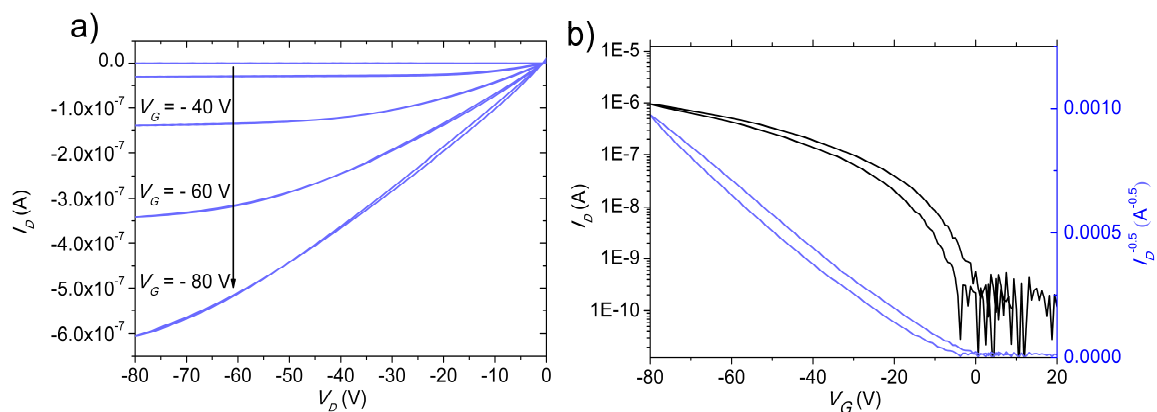 a)
0.0
-1.0x10⁻⁷
-2.0x10⁻⁷
-3.0x10⁻⁷
-4.0x10⁻⁷
-5.0x10⁻⁷
-6.0x10⁻⁷
I_D (A)
V_G = - 40 V
V_G = - 60 V
V_G = - 80 V
-80 -70 -60 -50 -40 -30 -20 -10 0
V_D (V)
b)
1E-5
1E-6
1E-7
1E-8
1E-9
1E-10
I_D (A)
0.0010
0.0005
0.0000
I_D^-0.5 (A^-0.5)
-80 -60 -40 -20 0 20
V_G (V)